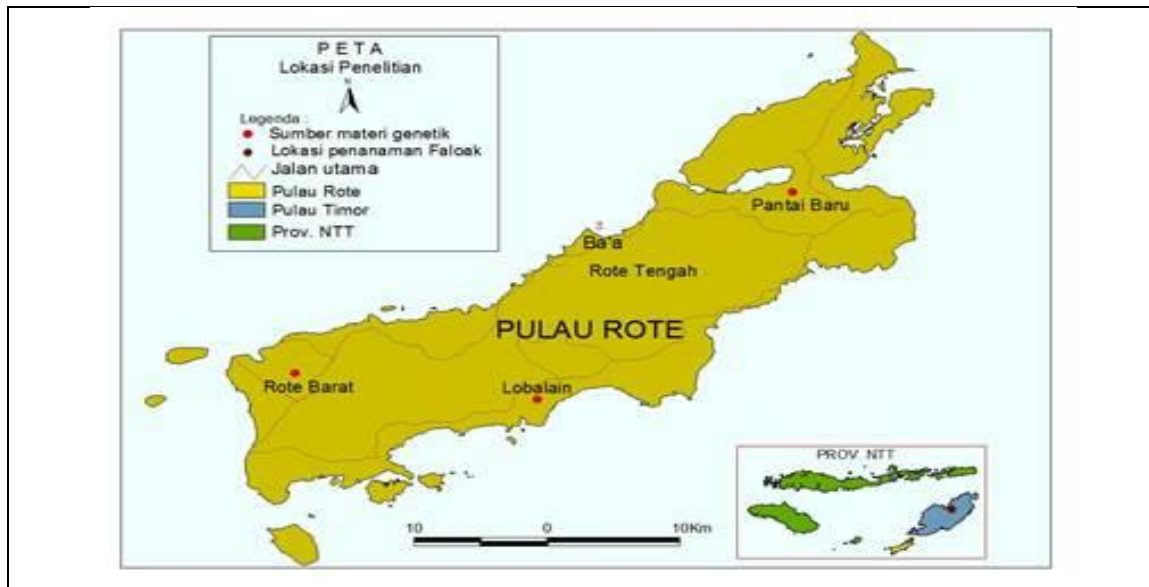 P E T A
Lokasi Penelitian
N
Legenda :
Sumber materi genetik
Lokasi penanaman Faloak
Jalan utama
Pulau Rote
Pulau Timor
Prov. NTT
Pantai Baru
Ba'a
Rote Tengah
PULAU ROTE
Rote Barat
Lobalain
PROV. NTT
10 0 10Km